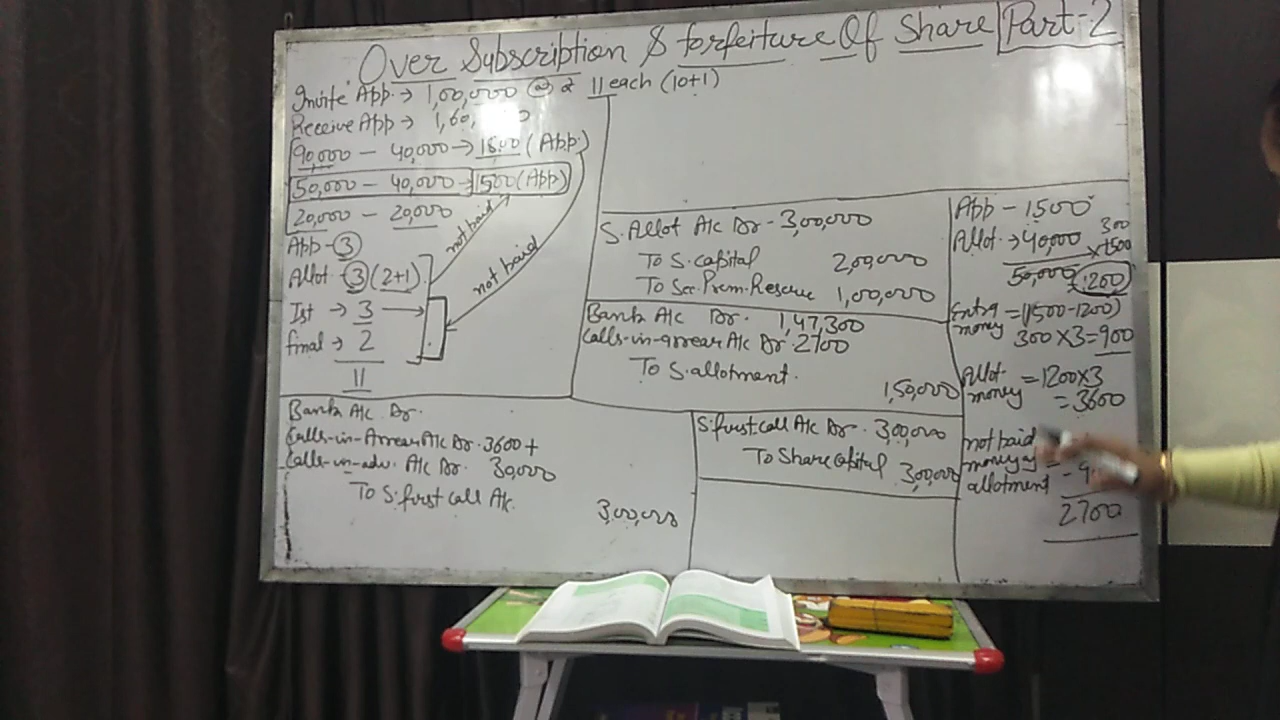 Over Subscription & forfeiture Of Share Part-2
Invite App. → 1,00,000 @ ₹ 11 each (10+1)
Receive App → 1,60,
90,000 - 40,000 → 1800 (App.)
50,000 - 40,000 → 1500 (App)
20,000 - 20,000
App - 3
Allot - 3 (2+1)
Ist → 3
final → 2
11
not paid
not paid
S. Allot A/c Dr - 3,00,000
To S. capital 2,00,000
To Sec. Prem. Reserve 1,00,000
Bank A/c Dr. 1,47,300
Calls-in-arrear A/c Dr 2700
To S. allotment.
1,50,000
App - 1500
Allot. → 40,000
50,000
300
× 1500
1200
Extra = (1500-1200)
money 300 × 3 = 900
Allot = 1200×3
money = 3600
not paid
money
allotment
2700
Bank A/c Dr.
Calls-in-Arrear A/c Dr. 3600 +
Calls-in-adv. A/c Dr. 30,000
To S. first call A/c.
3,00,000
S. first call A/c Dr. 3,00,000
To Share Capital 3,00,000